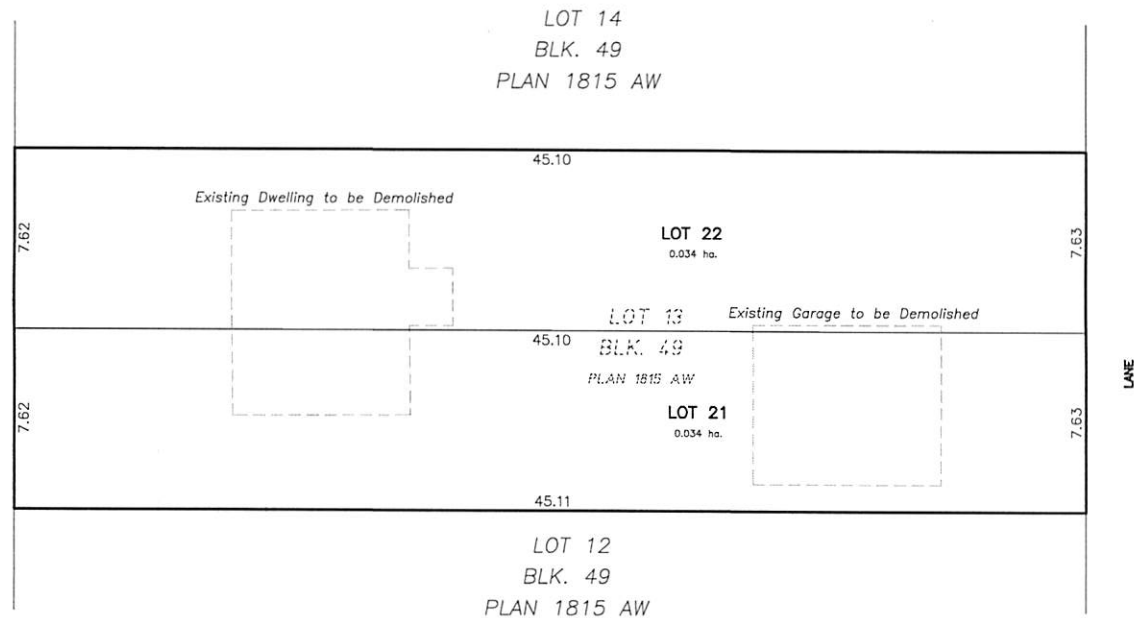 LOT 14
BLK. 49
PLAN 1815 AW
45.10
Existing Dwelling to be Demolished
7.62
LOT 22
0.034 ha.
7.63
LOT 13
Existing Garage to be Demolished
45.10
BLK. 49
PLAN 1815 AW
LANE
7.62
LOT 21
0.034 ha.
7.63
45.11
LOT 12
BLK. 49
PLAN 1815 AW